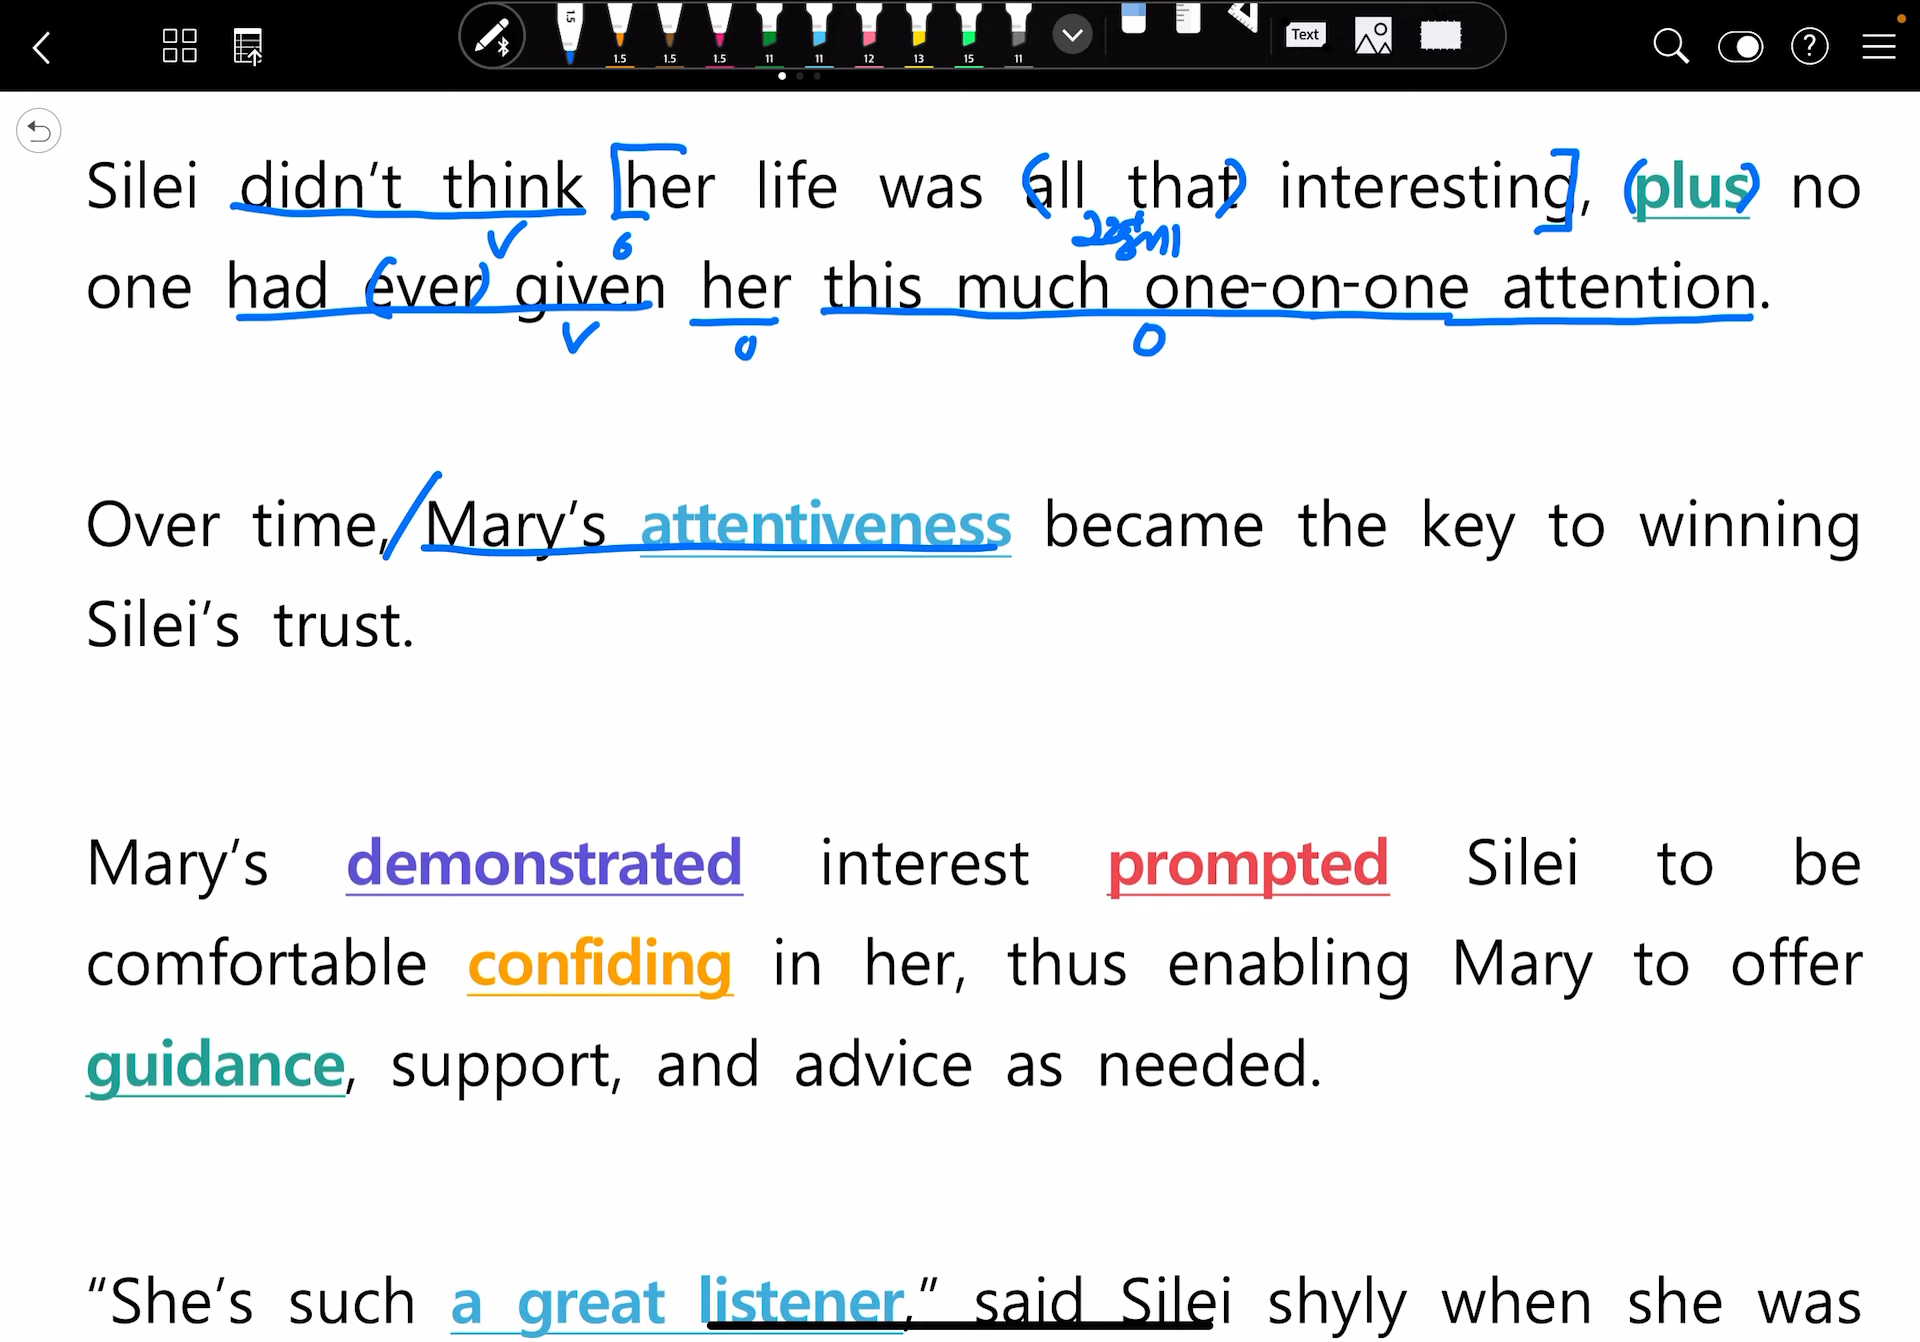 1.5 1.5 1.5 1.5 11 11 12 13 15 11 Text ?
Silei didn't think her life was all that interesting, plus no
V 6
one had ever given her this much one-on-one attention.
V 0 0
Over time, Mary's attentiveness became the key to winning
Silei's trust.
Mary's demonstrated interest prompted Silei to be
comfortable confiding in her, thus enabling Mary to offer
guidance, support, and advice as needed.
“She's such a great listener,” said Silei shyly when she was